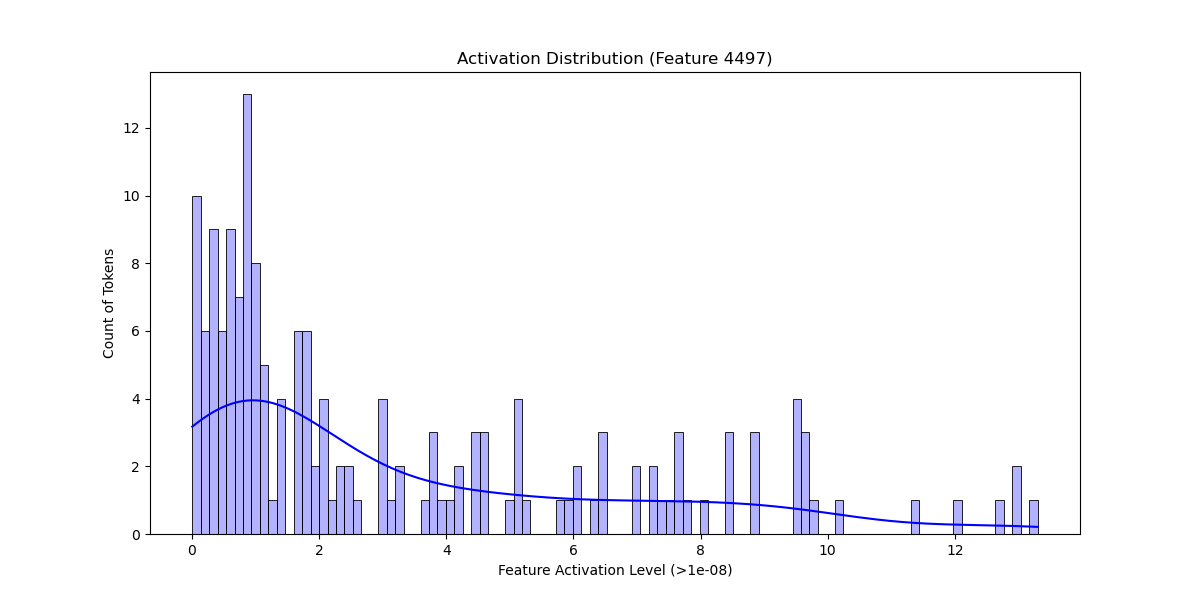 Activation Distribution (Feature 4497)
12
10
8
6
4
2
0
Count of Tokens
0 2 4 6 8 10 12
Feature Activation Level (>1e-08)